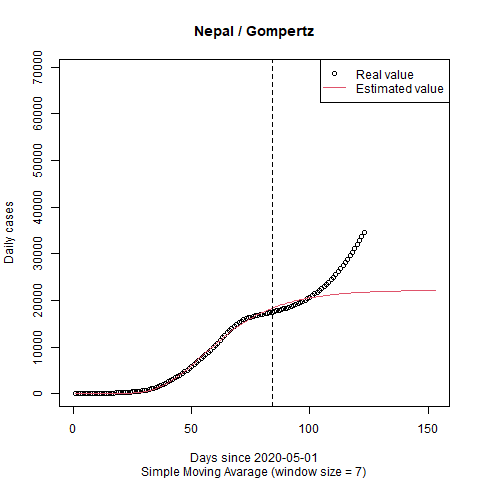 Nepal / Gompertz
Real value
Estimated value
Daily cases
70000
60000
50000
40000
30000
20000
10000
0
0 50 100 150
Days since 2020-05-01
Simple Moving Avarage (window size = 7)